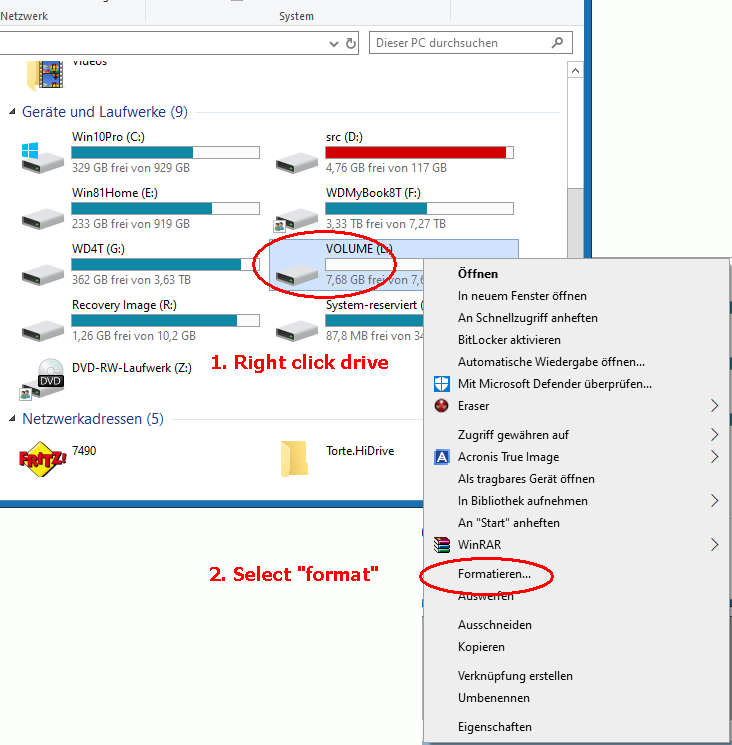 Netzwerk
System
Dieser PC durchsuchen
Videos
Geräte und Laufwerke (9)
Win10Pro (C:)
329 GB frei von 929 GB
src (D:)
4,76 GB frei von 117 GB
Win81Home (E:)
233 GB frei von 919 GB
WDMyBook8T (F:)
3,33 TB frei von 7,27 TB
WD4T (G:)
362 GB frei von 3,63 TB
VOLUME (L:)
7,68 GB frei von 7,6
Recovery Image (R:)
1,26 GB frei von 10,2 GB
System-reserviert (
87,8 MB frei von 34
DVD
DVD-RW-Laufwerk (Z:)
1. Right click drive
Netzwerkadressen (5)
FRITZ!
7490
Torte.HiDrive
2. Select "format"
Öffnen
In neuem Fenster öffnen
An Schnellzugriff anheften
BitLocker aktivieren
Automatische Wiedergabe öffnen...
Mit Microsoft Defender überprüfen...
Eraser
Zugriff gewähren auf
A
Acronis True Image
Als tragbares Gerät öffnen
In Bibliothek aufnehmen
An "Start" anheften
WinRAR
Formatieren...
Auswerfen
Ausschneiden
Kopieren
Verknüpfung erstellen
Umbenennen
Eigenschaften